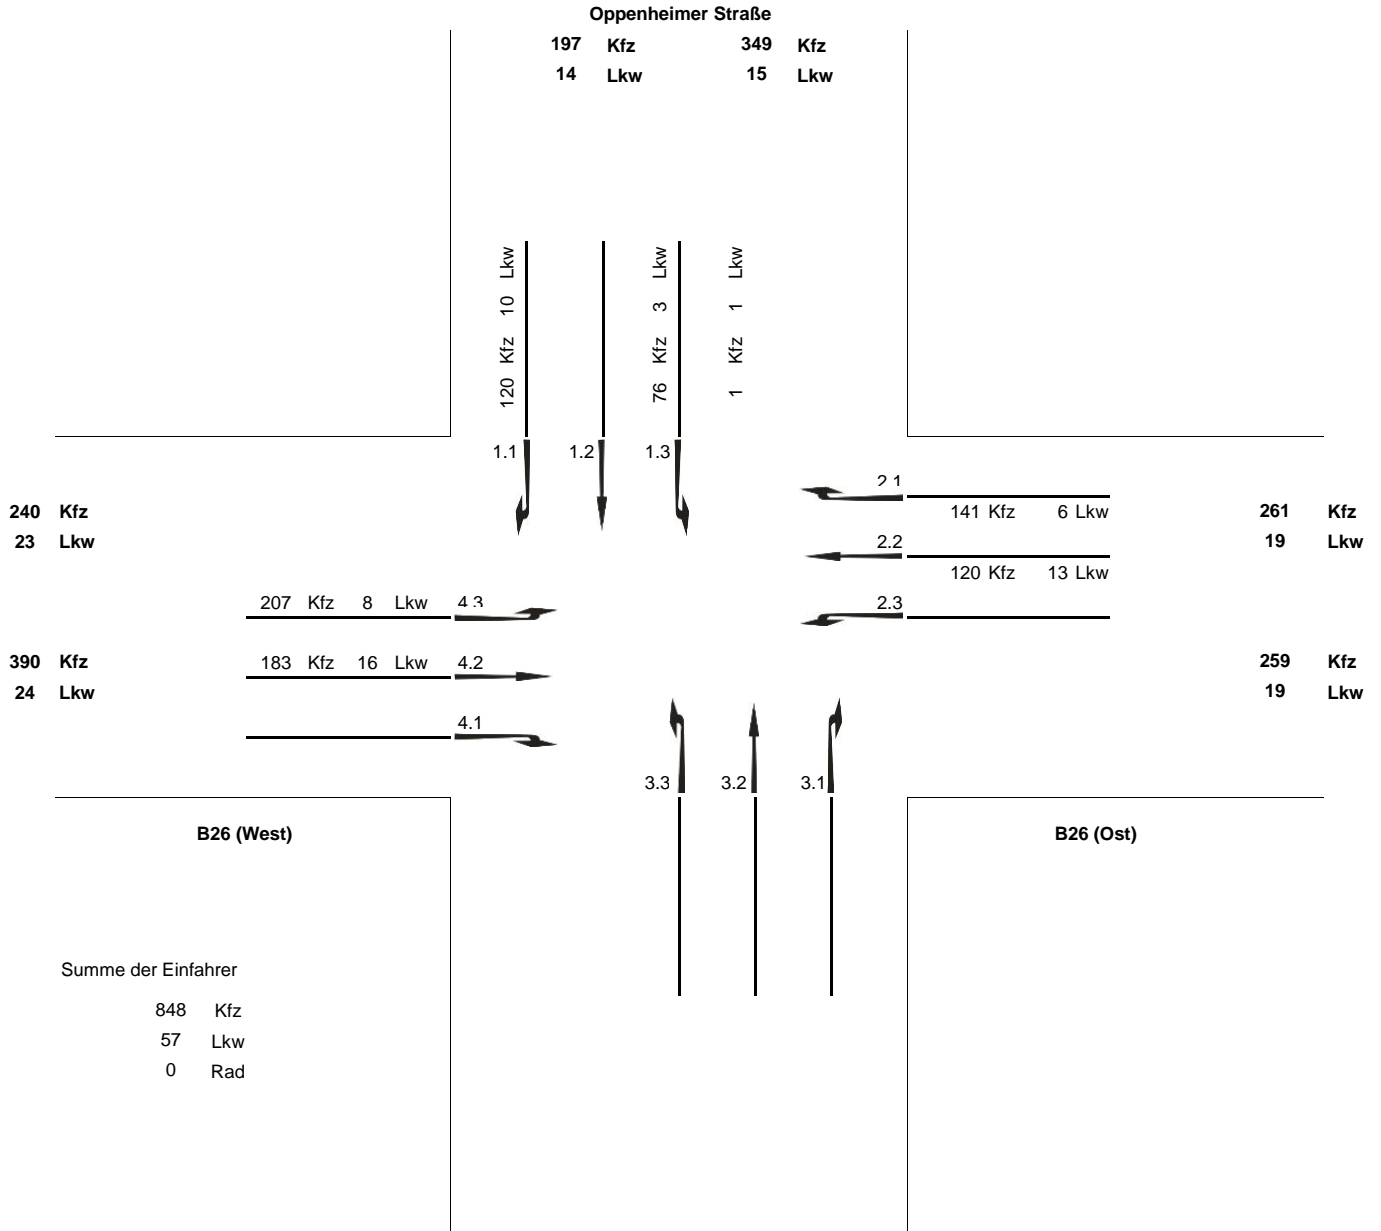 Oppenheimer Straße
197 Kfz 349 Kfz
14 Lkw 15 Lkw
120 Kfz 10 Lkw
76 Kfz 3 Lkw
1 Kfz 1 Lkw
1.1 1.2 1.3
2.1
141 Kfz 6 Lkw
2.2
120 Kfz 13 Lkw
2.3
240 Kfz
23 Lkw
261 Kfz
19 Lkw
207 Kfz 8 Lkw 4.3
183 Kfz 16 Lkw 4.2
4.1
390 Kfz
24 Lkw
259 Kfz
19 Lkw
3.3 3.2 3.1
B26 (West)
B26 (Ost)
Summe der Einfahrer
848 Kfz
57 Lkw
0 Rad